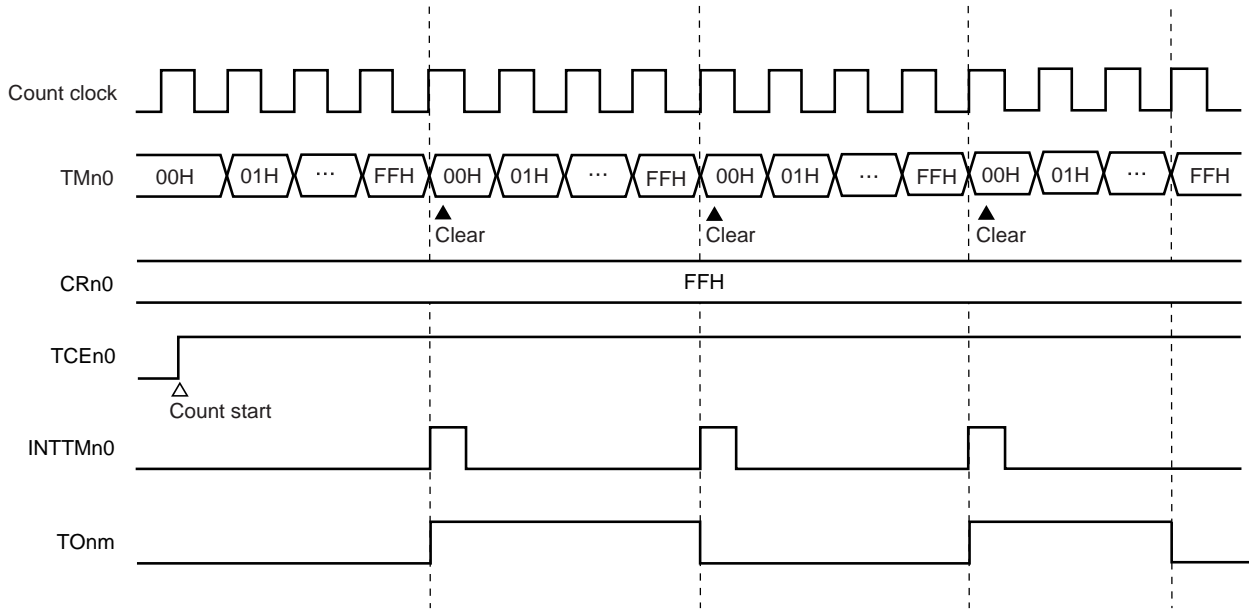 Count clock
TMn0 00H 01H ... FFH 00H 01H ... FFH 00H 01H ... FFH 00H 01H ... FFH
Clear Clear Clear
CRn0 FFH
TCEn0
Count start
INTTMn0
TOnm